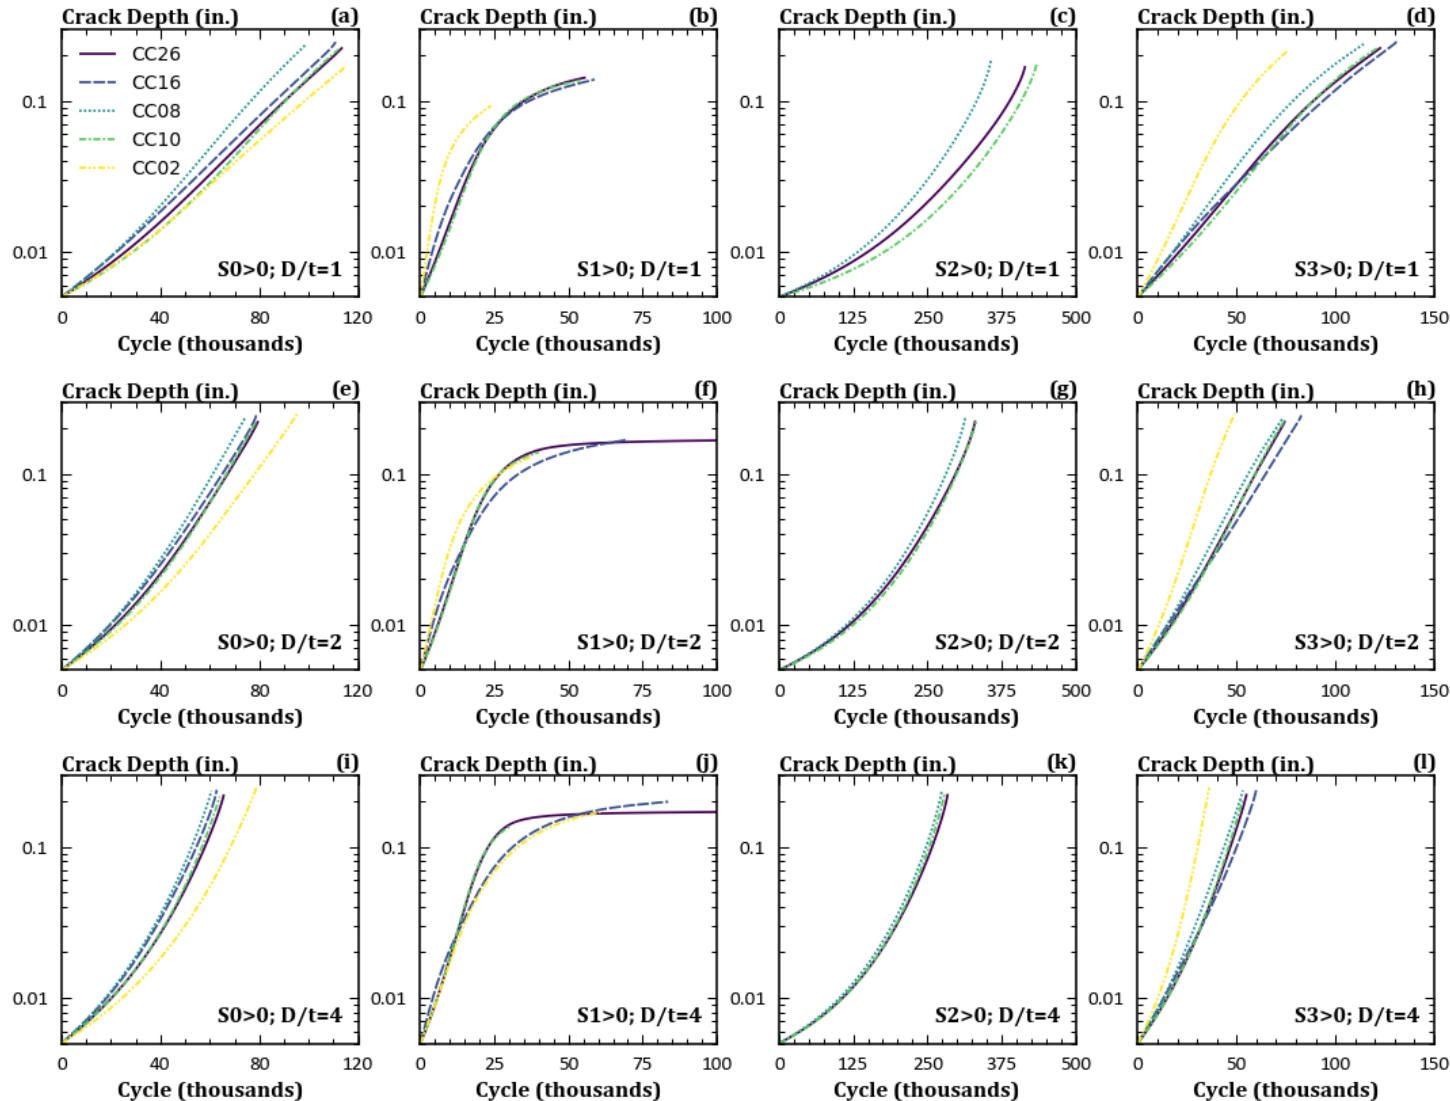 Crack Depth (in.) (a) Crack Depth (in.) (b) Crack Depth (in.) (c) Crack Depth (in.) (d)
CC26
CC16
CC08
CC10
CC02
0.1 0.1 0.1 0.1
0.01 0.01 0.01 0.01
S0>0; D/t=1 S1>0; D/t=1 S2>0; D/t=1 S3>0; D/t=1
0 40 80 120 0 25 50 75 100 0 125 250 375 500 0 50 100 150
Cycle (thousands) Cycle (thousands) Cycle (thousands) Cycle (thousands)
Crack Depth (in.) (e) Crack Depth (in.) (f) Crack Depth (in.) (g) Crack Depth (in.) (h)
0.1 0.1 0.1 0.1
0.01 0.01 0.01 0.01
S0>0; D/t=2 S1>0; D/t=2 S2>0; D/t=2 S3>0; D/t=2
0 40 80 120 0 25 50 75 100 0 125 250 375 500 0 50 100 150
Cycle (thousands) Cycle (thousands) Cycle (thousands) Cycle (thousands)
Crack Depth (in.) (i) Crack Depth (in.) (j) Crack Depth (in.) (k) Crack Depth (in.) (l)
0.1 0.1 0.1 0.1
0.01 0.01 0.01 0.01
S0>0; D/t=4 S1>0; D/t=4 S2>0; D/t=4 S3>0; D/t=4
0 40 80 120 0 25 50 75 100 0 125 250 375 500 0 50 100 150
Cycle (thousands) Cycle (thousands) Cycle (thousands) Cycle (thousands)